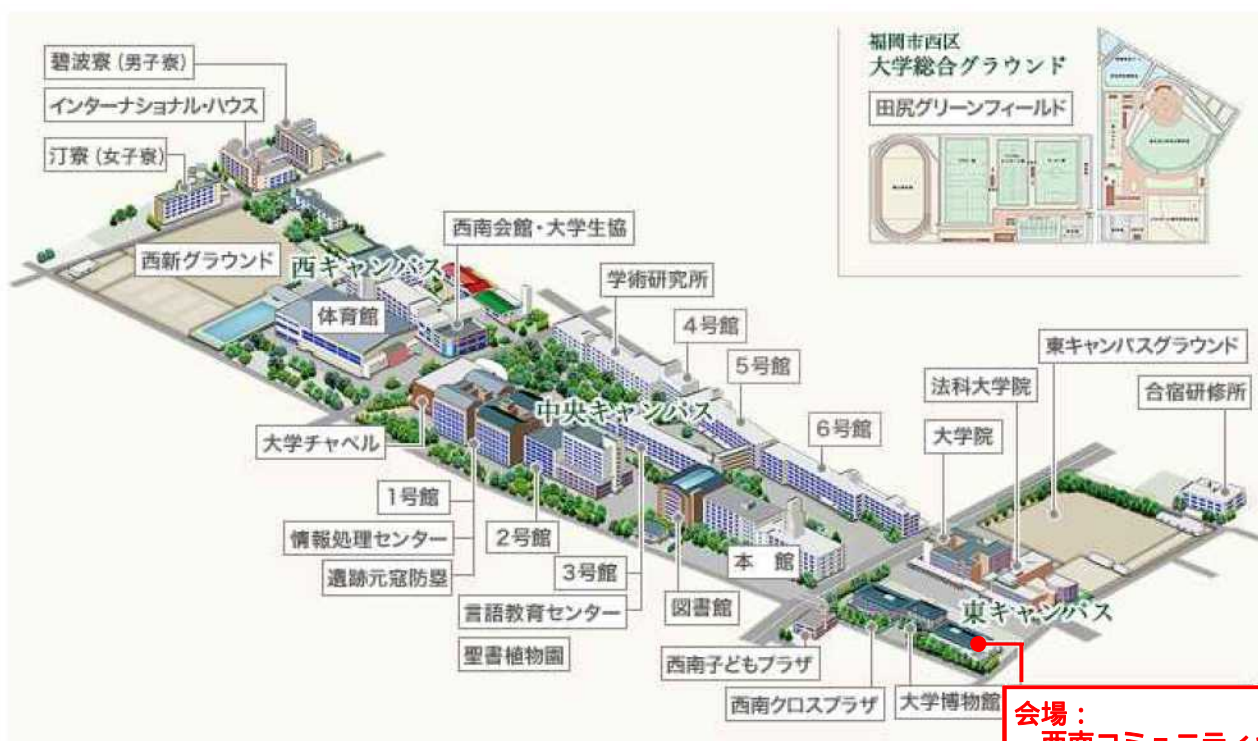 碧波寮 (男子寮)
インターナショナル・ハウス
汀寮 (女子寮)
西新グラウンド
西キャンパス
体育館
西南会館・大学生協
学術研究所
4号館
5号館
6号館
中央キャンパス
大学チャペル
1号館
情報処理センター
遺跡元寇防塁
2号館
3号館
言語教育センター
聖書植物園
図書館
本 館
福岡市西区
大学総合グラウンド
田尻グリーンフィールド
東キャンパスグラウンド
法科大学院
合宿研修所
大学院
東キャンパス
西南子どもプラザ
西南クロスプラザ
大学博物館
会場:
西南コミュニティ